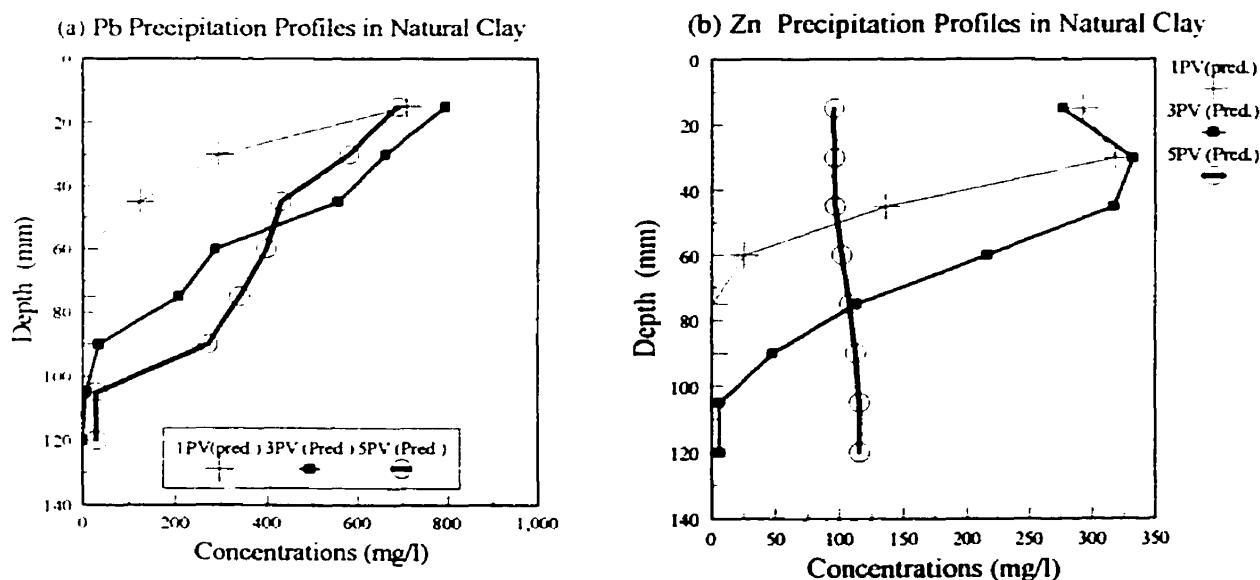 (a) Pb Precipitation Profiles in Natural Clay
0
20
40
60
80
100
120
140
Depth (mm)
0 200 400 600 800 1,000
Concentrations (mg/l)
1PV(pred.) 3PV (Pred.) 5PV (Pred.)
(b) Zn Precipitation Profiles in Natural Clay
0
20
40
60
80
100
120
140
Depth (mm)
0 50 100 150 200 250 300 350
Concentrations (mg/l)
1PV(pred.)
3PV (Pred.)
5PV (Pred.)